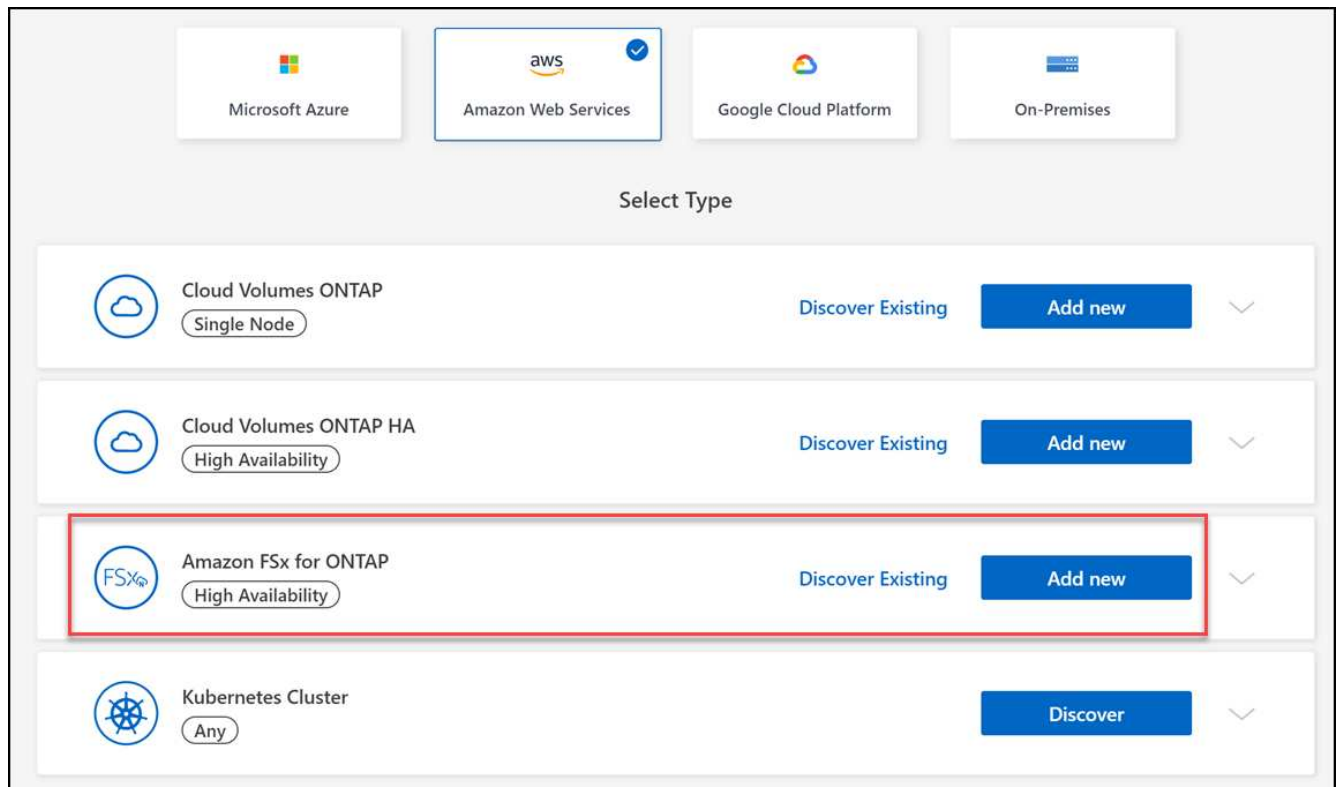 aws
Microsoft Azure
Amazon Web Services
Google Cloud Platform
On-Premises
Select Type
Cloud Volumes ONTAP
Single Node
Discover Existing
Add new
Cloud Volumes ONTAP HA
High Availability
Discover Existing
Add new
FSx
Amazon FSx for ONTAP
High Availability
Discover Existing
Add new
Kubernetes Cluster
Any
Discover